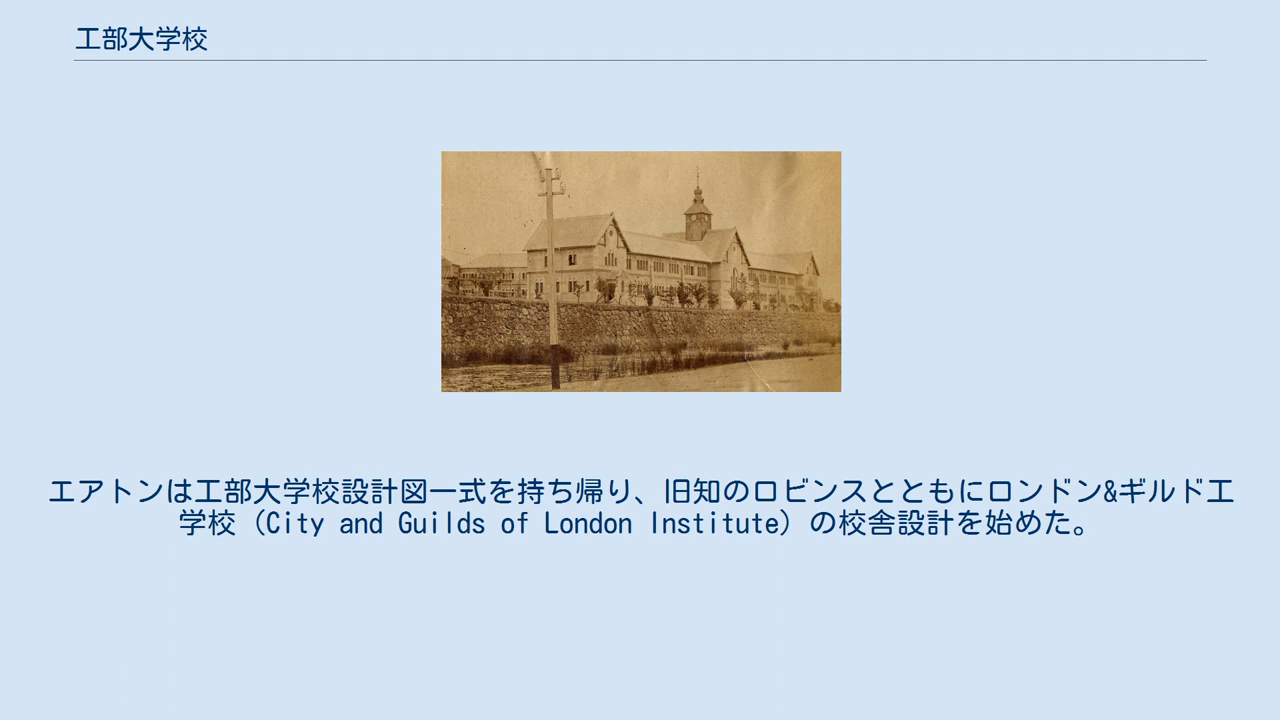 工部大学校
エアトンは工部大学校設計図一式を持ち帰り、旧知のロビンスとともにロンドン&ギルド工
学校（City and Guilds of London Institute）の校舎設計を始めた。